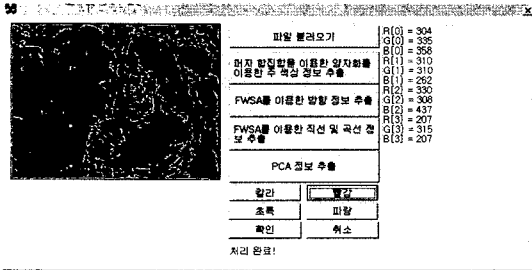 파일 불러오기
퍼지 합집합을 이용한 양자화를
이용한 주 색상 정보 추출
FWSA를 이용한 방향 정보 추출
FWSA를 이용한 직선 및 곡선 정
보 추출
PCA 정보 추출
칼라 빨강
초록 파랑
확인 취소
처리 완료!
R[0] = 304
G[0] = 335
B[0] = 358
R[1] = 310
G[1] = 310
B[1] = 262
R[2] = 330
G[2] = 308
B[2] = 437
R[3] = 207
G[3] = 315
B[3] = 207